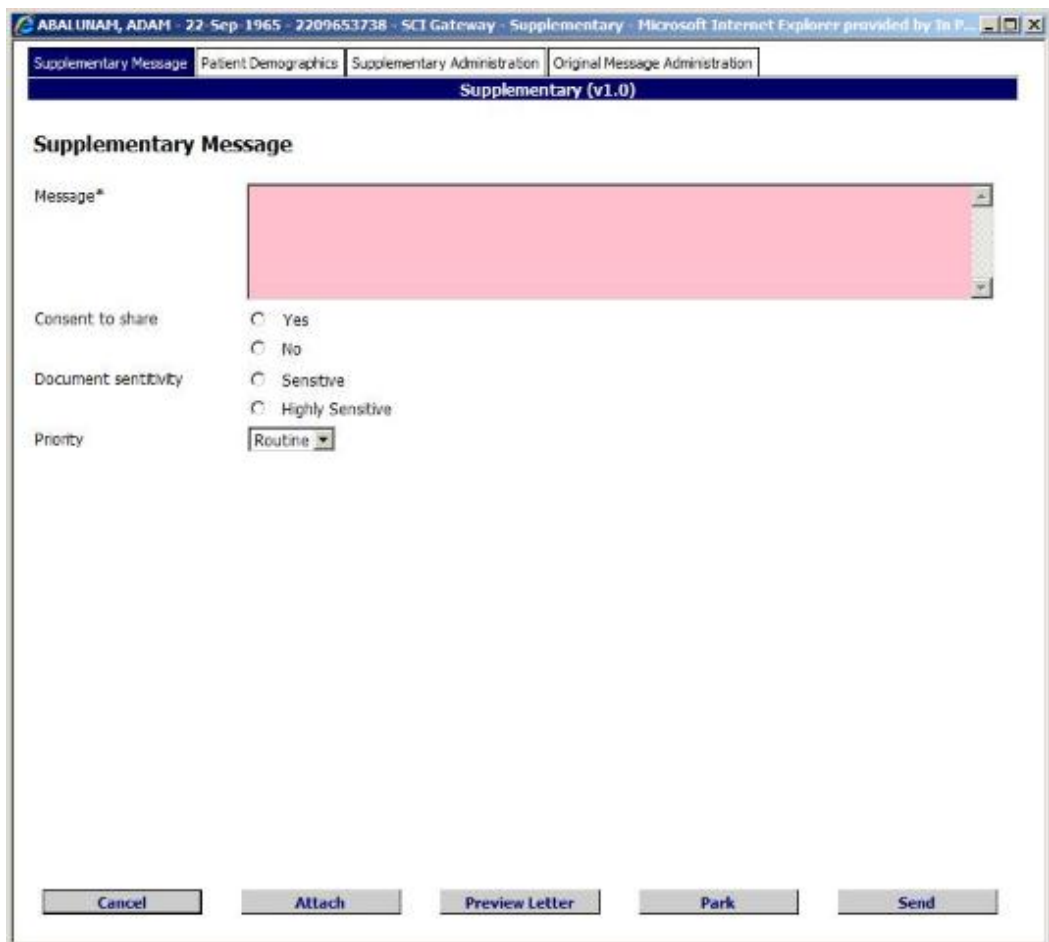 ABALUNAM, ADAM - 22-Sep-1965 - 2209653738 - SCI Gateway - Supplementary - Microsoft Internet Explorer provided by In P...
Supplementary Message Patient Demographics Supplementary Administration Original Message Administration
Supplementary (v1.0)
Supplementary Message
Message*
Consent to share Yes
No
Document sentitivity Senstive
Highly Sensitive
Priority Routine
Cancel Attach Preview Letter Park Send